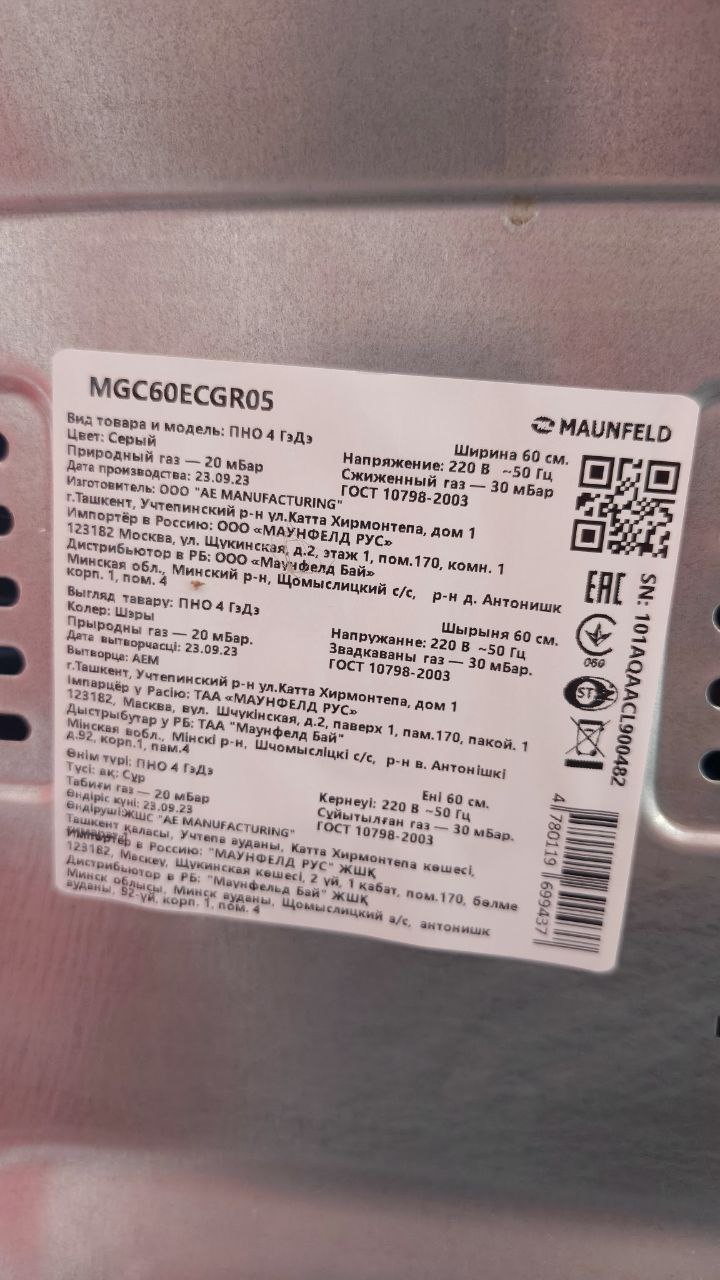 MGC60ECGR05
MAUNFELD
Вид товара и модель: ПНО 4 ГэДэ
Ширина 60 см.
Цвет: Серый
Напряжение: 220 В ~50 Гц
Природный газ — 20 мБар
Сжиженный газ — 30 мБар
Дата производства: 23.09.23
ГОСТ 10798-2003
Изготовитель: ООО "AE MANUFACTURING"
г.Ташкент, Учтепинский р-н ул.Катта Хирмонтепа, дом 1
Импортёр в Россию: ООО «МАУНФЕЛД РУС»
123182 Москва, ул. Щукинская, д.2, этаж 1, пом.170, комн. 1
Дистрибьютор в РБ: ООО «Маунфелд Бай»
Минская обл., Минский р-н, Щомыслицкий с/с, р-н д. Антонишк
корп. 1, пом. 4
Выгляд тавару: ПНО 4 ГэДэ
Шырыня 60 см.
Колер: Шэры
Напружанне: 220 В ~50 Гц
Прыродны газ — 20 мБар.
Звадкаваны газ — 30 мБар.
Дата вытворчасці: 23.09.23
ГОСТ 10798-2003
Вытворца: АЕМ
г.Ташкент, Учтепинский р-н ул.Катта Хирмонтепа, дом 1
Імпарцёр у Расію: ТАА «МАУНФЕЛД РУС»
123182, Масква, вул. Шчукінская, д.2, паверх 1, пам.170, пакой. 1
Дыстрыбутар у РБ: ТАА "Маунфелд Бай"
Мінская вобл., Мінскі р-н, Шчомысліцкі с/с, р-н в. Антонішкі
д.92, корп.1, пам.4
Өнім түрі: ПНО 4 ГэДэ
Ені 60 см.
Түсі: ақ: Сұр
Кернеуі: 220 В ~50 Гц
Табиғи газ — 20 мБар
Сұйытылған газ — 30 мБар.
Өндіріс күні: 23.09.23
ГОСТ 10798-2003
Өндіруші:ЖШС "AE MANUFACTURING"
Ташкент қаласы, Учтепа ауданы, Катта Хирмонтепа көшесі,
Импортёр в Россию: "МАУНФЕЛД РУС" ЖШҚ
123182, Маскеу, Щукинская көшесі, 2 үй, 1 кабат, пом.170, бөлме
Дистрибьютор в РБ: "Маунфельд Бай" ЖШҚ
Минск облысы, Минск ауданы, Щомыслицкий а/с, антонишк
ауданы, 92-үй, корп. 1, пом. 4
EAC
060
ST
SN: 101AQAACL900482
4 780119 699437